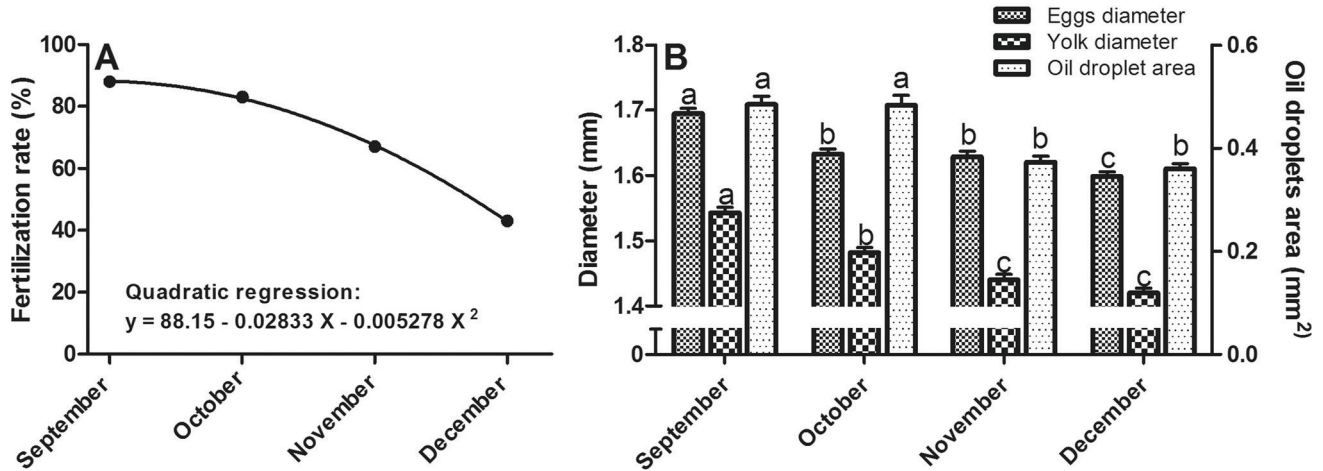 A
Fertilization rate (%)
100
80
60
40
20
0
Quadratic regression:
y = 88.15 - 0.02833 X - 0.005278 X²
September
October
November
December
B
Eggs diameter
Yolk diameter
Oil droplet area
Diameter (mm)
1.8
1.7
1.6
1.5
1.4
0
a
a
a
b
b
a
b
c
b
c
c
b
Oil droplets area (mm²)
0.6
0.4
0.2
0.0
September
October
November
December